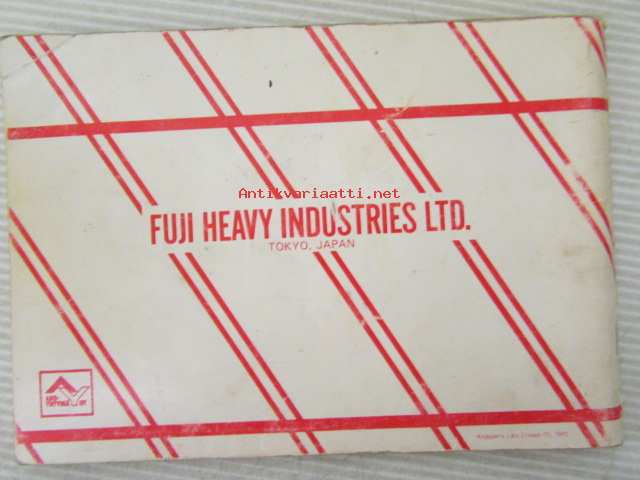 Antikvariaatti.net
FUJI HEAVY INDUSTRIES LTD.
TOKYO, JAPAN